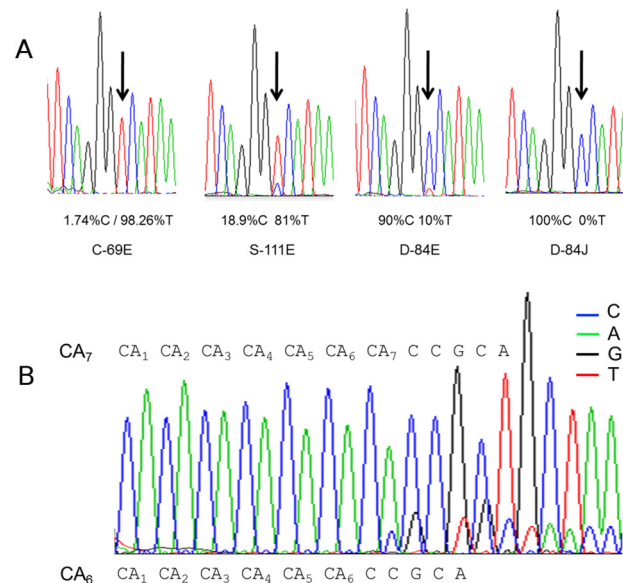 A
1.74%C / 98.26%T
18.9%C 81%T
90%C 10%T
100%C 0%T
C-69E
S-111E
D-84E
D-84J
C
A
G
T
CA₇ CA₁ CA₂ CA₃ CA₄ CA₅ CA₆ CA₇ C C G C A
B
CA₆ CA₁ CA₂ CA₃ CA₄ CA₅ CA₆ C C G C A